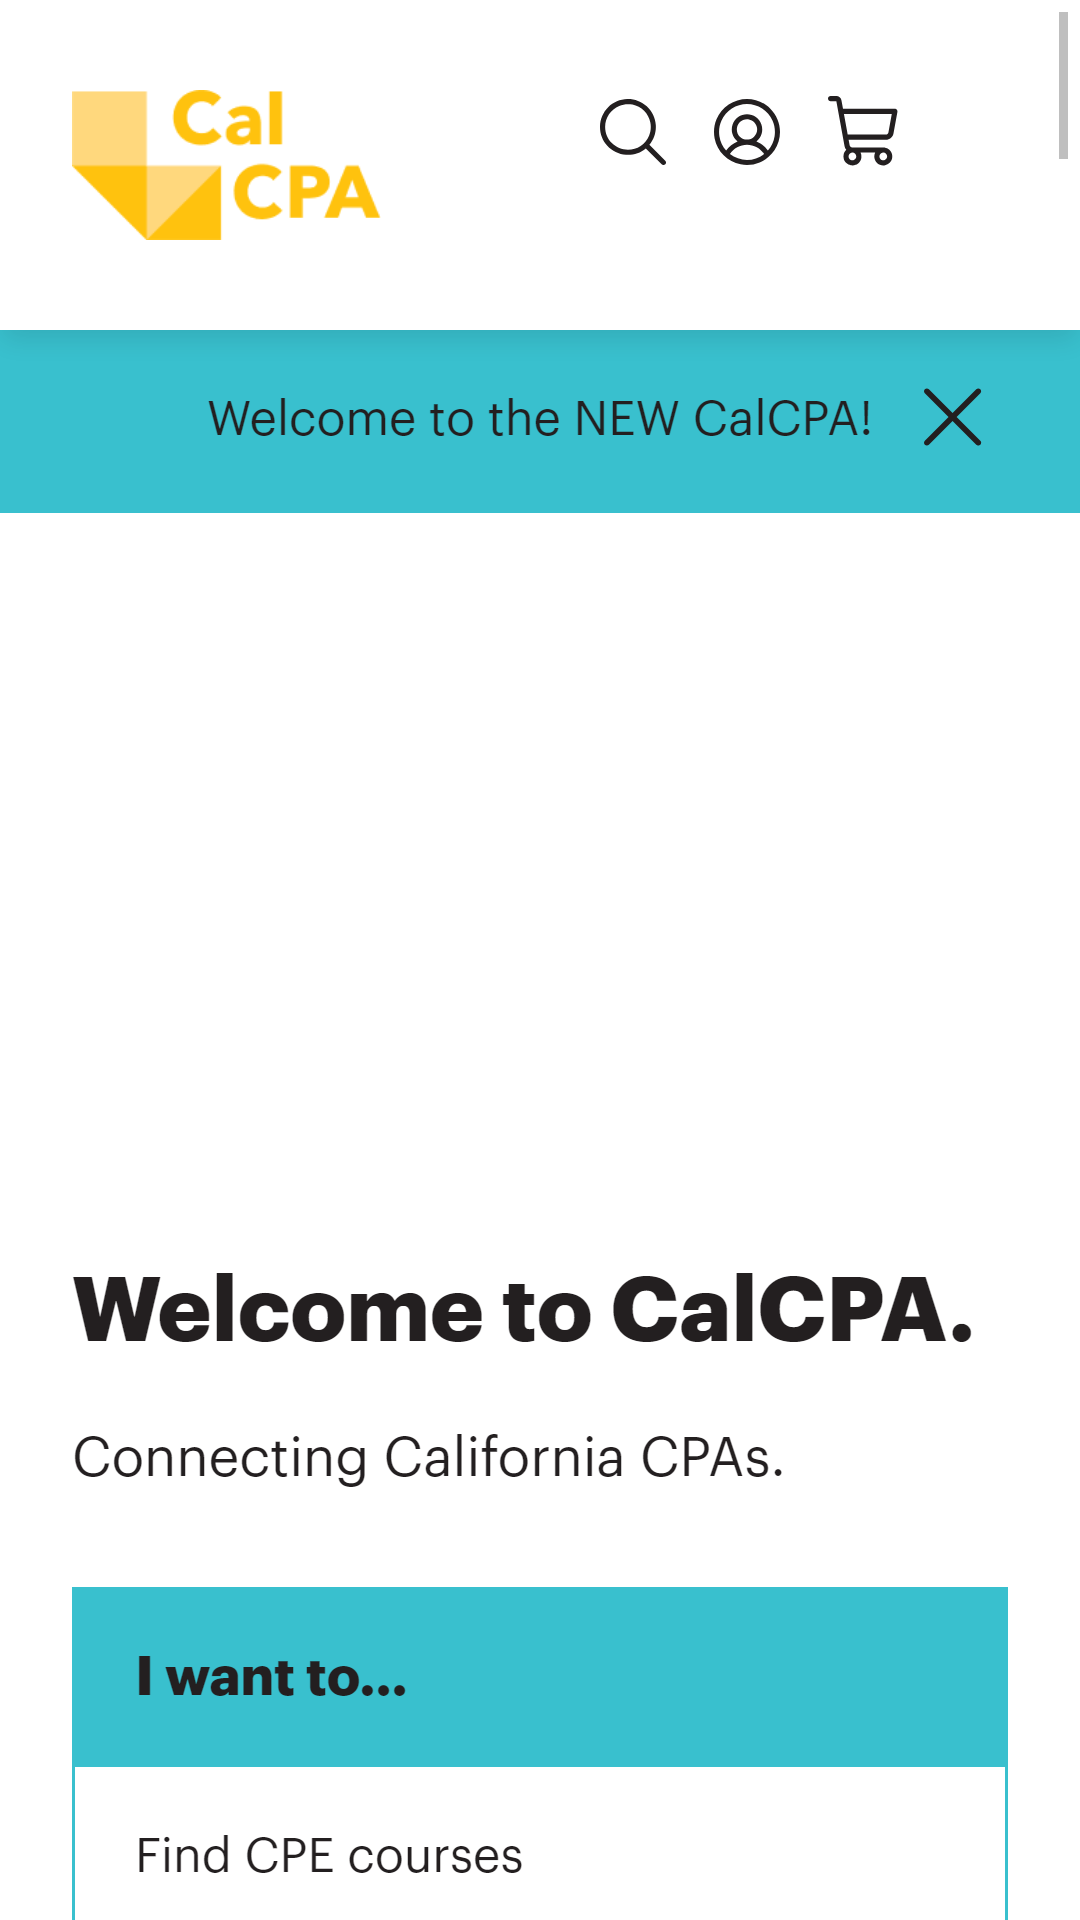 Cal
CPA
Welcome to the NEW CalCPA!
Welcome to CalCPA.
Connecting California CPAs.
I want to...
Find CPE courses